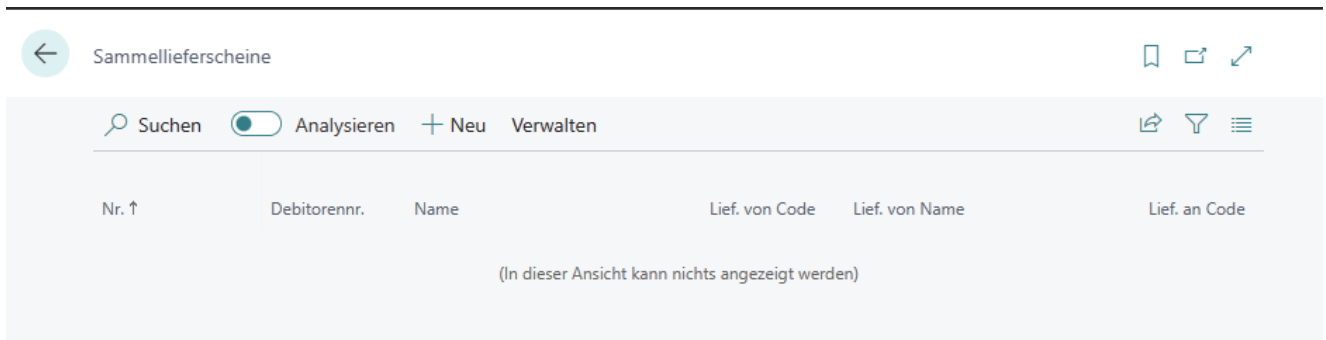 Sammellieferscheine
Suchen Analysieren Neu Verwalten
Nr. ↑ Debitorennr. Name Lief. von Code Lief. von Name Lief. an Code
(In dieser Ansicht kann nichts angezeigt werden)